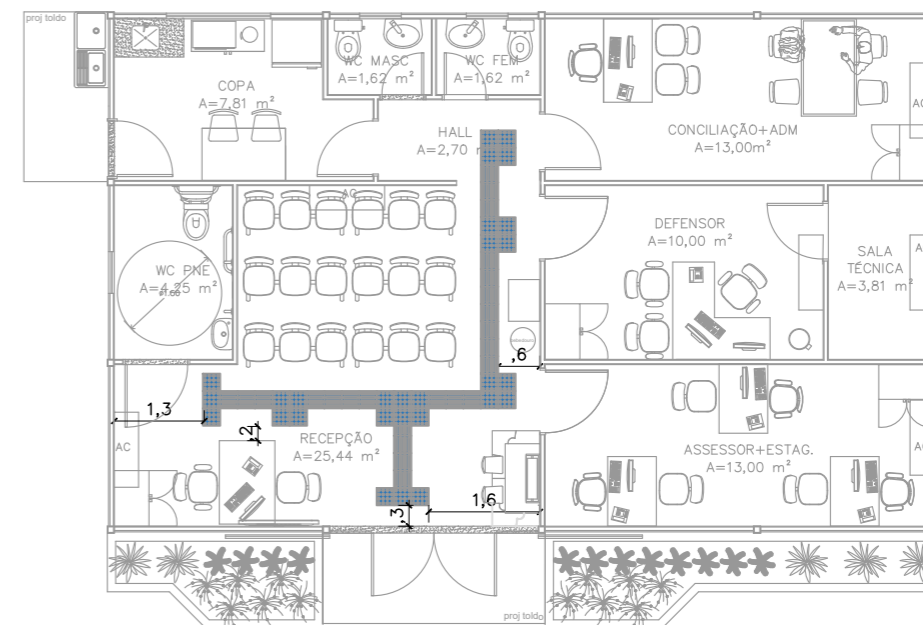 proj toldo
WC MASC
A=1,62 m²
WC FEM
A=1,62 m²
COPA
A=7,81 m²
HALL
A=2,70
CONCILIAÇÃO+ADM
A=13,00m²
AC
AC
DEFENSOR
A=10,00 m²
SALA
TÉCNICA
A=3,81 m²
WC PNE
A=4,25 m²
,6
1,3
,2
RECEPÇÃO
A=25,44 m²
AC
ASSESSOR+ESTAG.
A=13,00 m²
1,6
,3
proj toldo